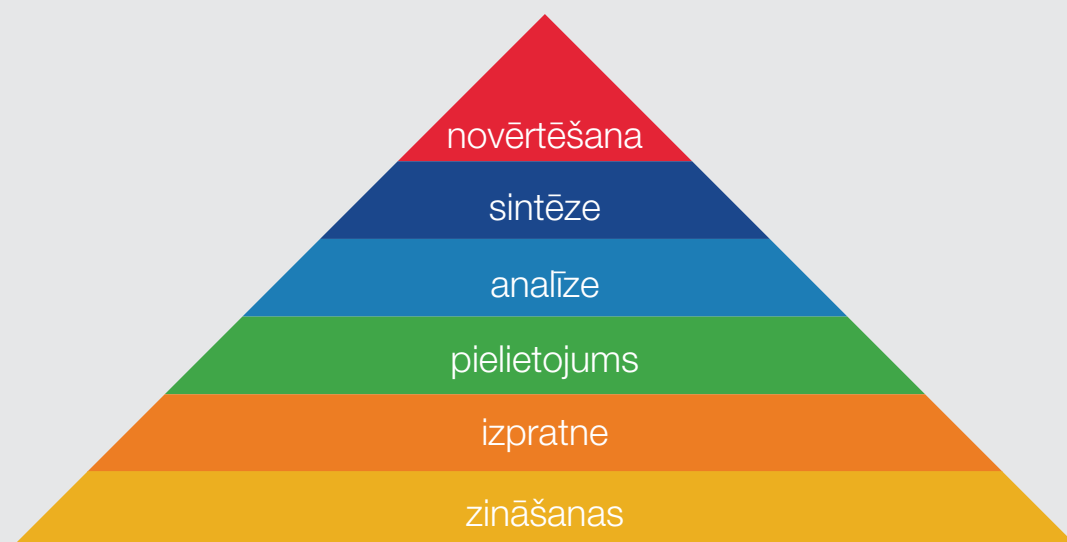 novērtēšana
sintēze
analīze
pielietojums
izpratne
zināšanas